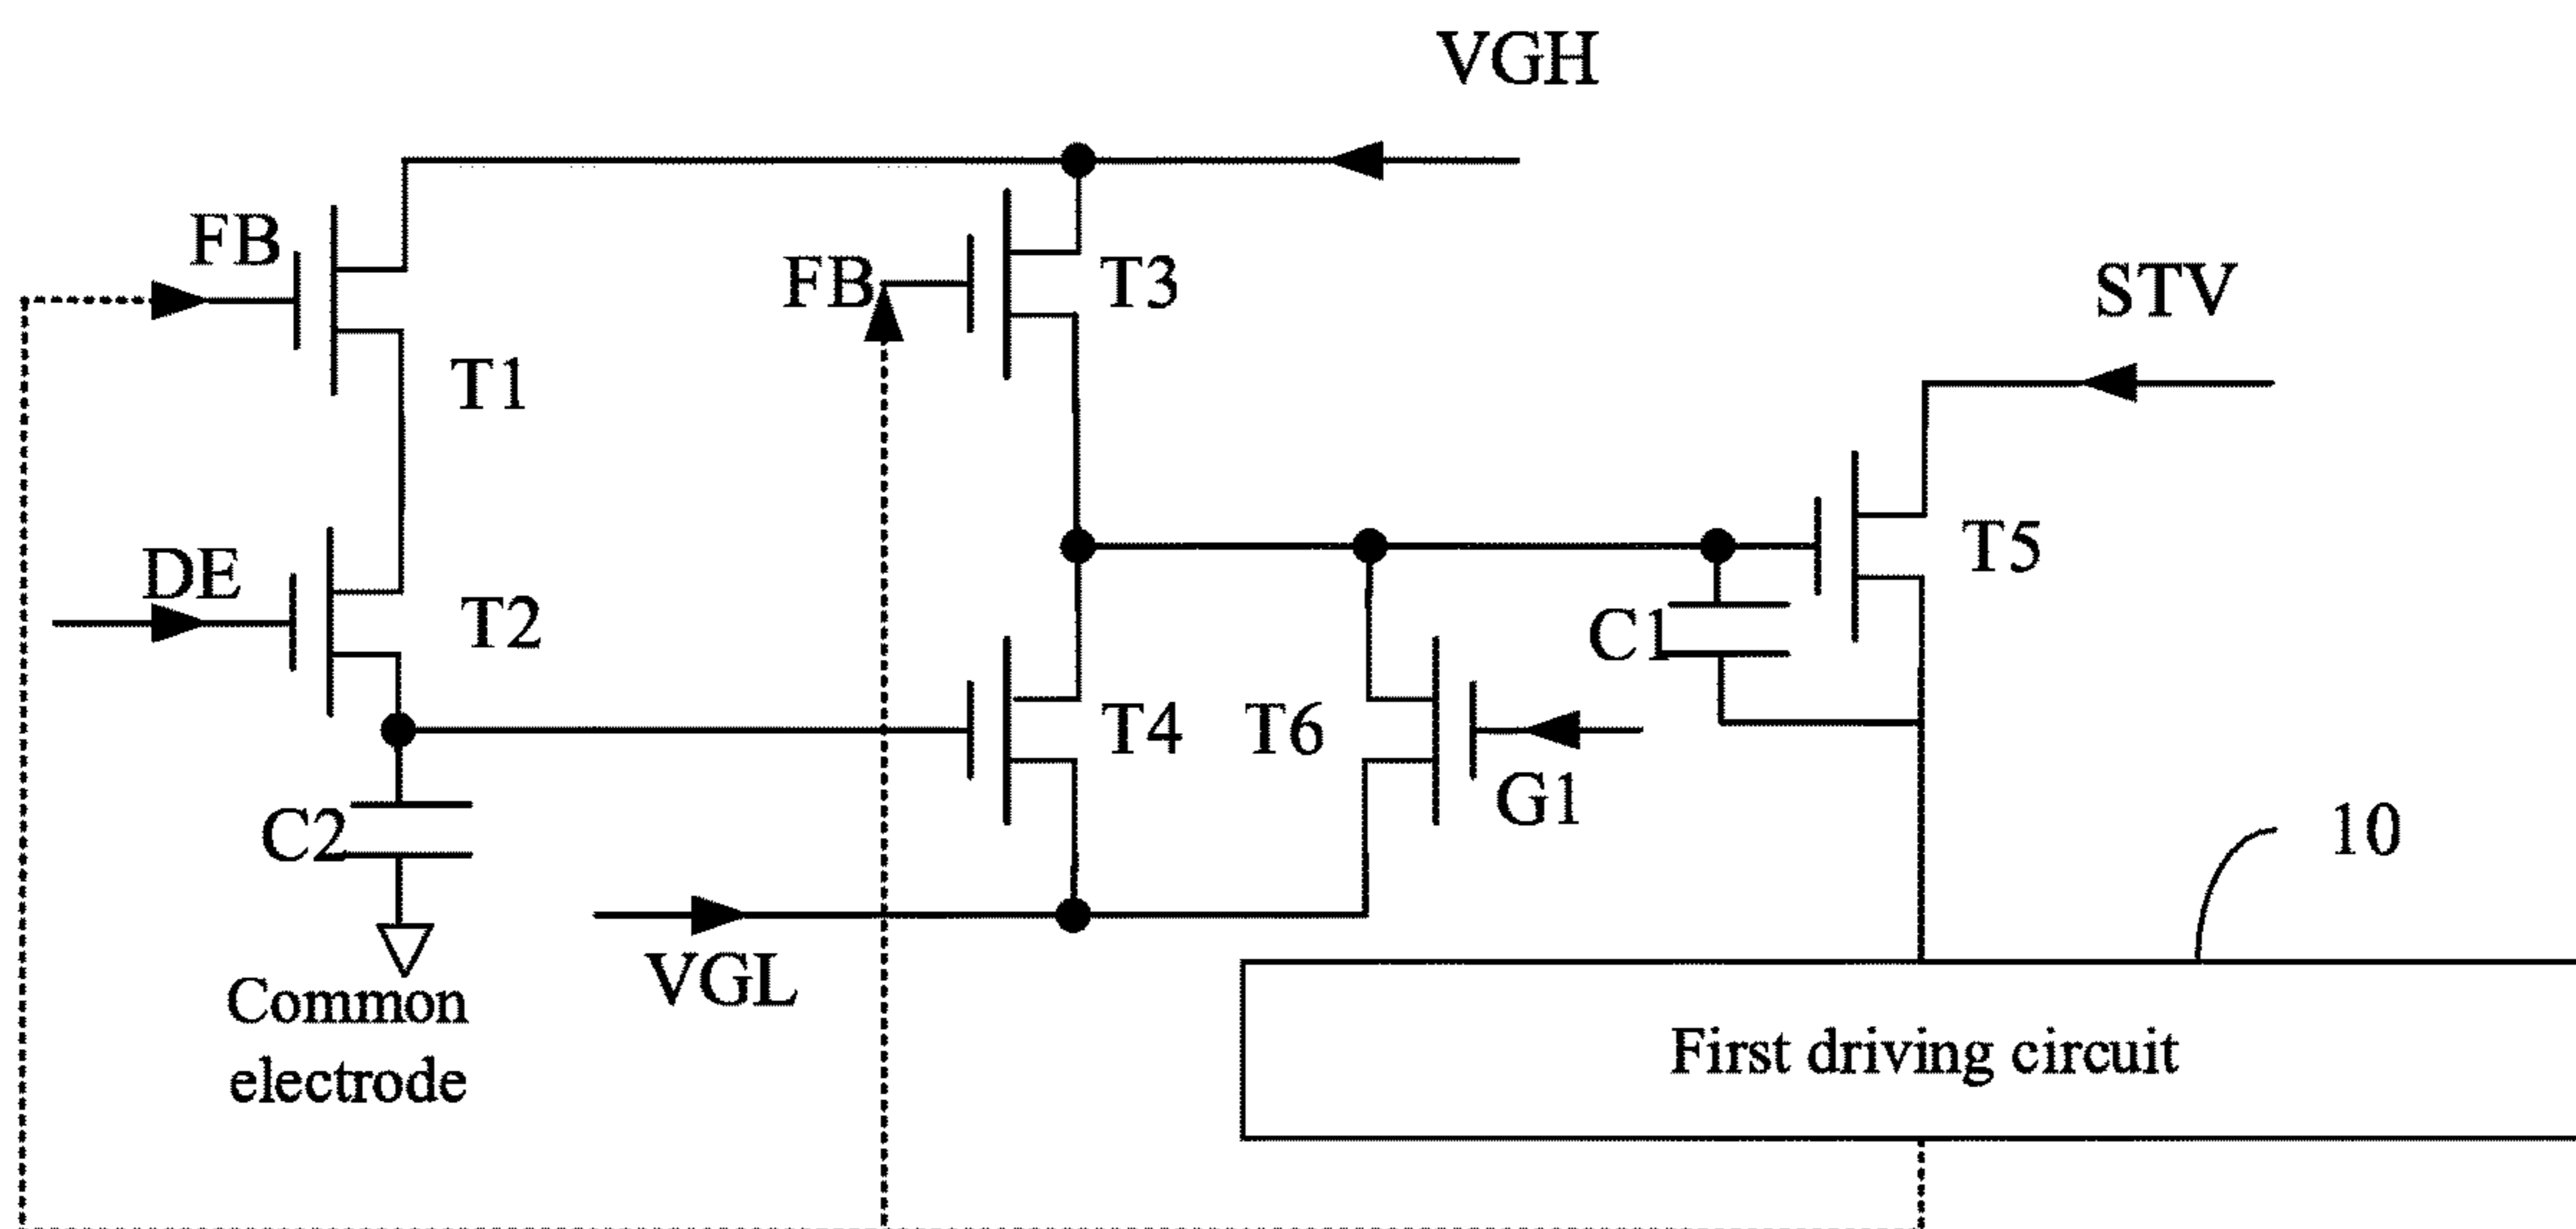 VGH
FB
FB
T3
STV
T1
DE
T2
T5
C1
T4
T6
G1
C2
10
VGL
Common
electrode
First driving circuit